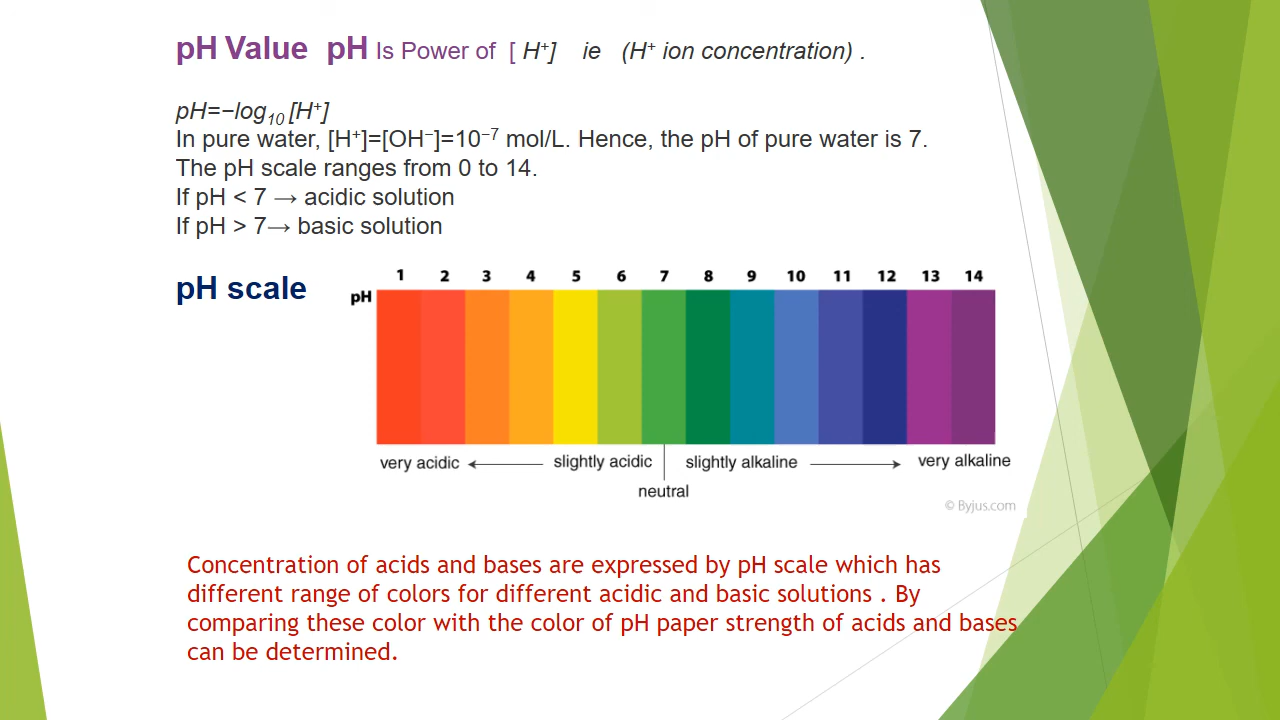 pH Value pH Is Power of [ H⁺] ie (H⁺ ion concentration) .
pH=−log₁₀ [H⁺]
In pure water, [H⁺]=[OH⁻]=10⁻⁷ mol/L. Hence, the pH of pure water is 7.
The pH scale ranges from 0 to 14.
If pH < 7 → acidic solution
If pH > 7→ basic solution
pH scale
1 2 3 4 5 6 7 8 9 10 11 12 13 14
pH
very acidic ← slightly acidic slightly alkaline → very alkaline
neutral
© Byjus.com
Concentration of acids and bases are expressed by pH scale which has
different range of colors for different acidic and basic solutions . By
comparing these color with the color of pH paper strength of acids and bases
can be determined.